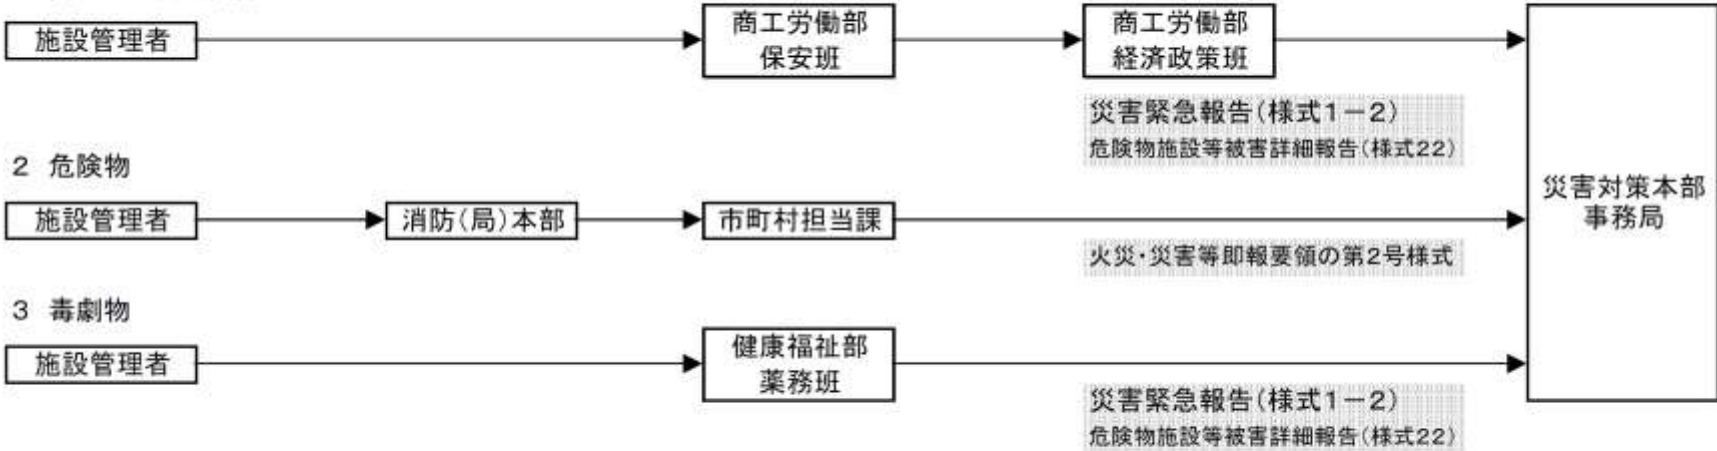 施設管理者
商工労働部
保安班
商工労働部
経済政策班
災害緊急報告(様式1－2)
危険物施設等被害詳細報告(様式22)
災害対策本部
事務局
2 危険物
施設管理者
消防(局)本部
市町村担当課
火災・災害等即報要領の第2号様式
3 毒劇物
施設管理者
健康福祉部
薬務班
災害緊急報告(様式1－2)
危険物施設等被害詳細報告(様式22)